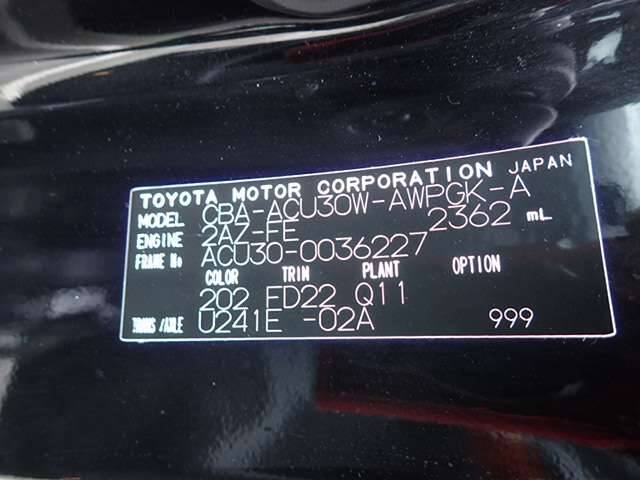 TOYOTA MOTOR CORPORATION JAPAN
MODEL CBA-ACU30W-AWPGK-A
ENGINE 2AZ-FE 2362 mL
FRAME No ACU30-0036227
COLOR TRIM PLANT OPTION
202 FD22 Q11
TRANS/AXLE U241E -02A 999